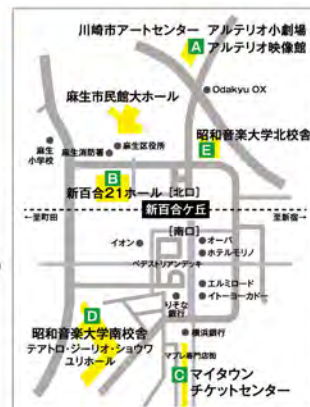 川崎市アートセンター アルテリオ小劇場
A アルテリオ映像館
Odakyu OX
麻生市民館大ホール
昭和音楽大学北校舎
E
麻生
小学校
麻生区役所
麻生消防署
B
新百合21ホール
[北口]
←至町田
新百合ヶ丘
至新宿→
[南口]
イオン
オーパ
ホテルモリノ
ペデストリアンデッキ
エルミロード
イトーヨーカドー
りそな
銀行
D
昭和音楽大学南校舎
テアトロ・ジーリオ・ショウワ
ユリホール
横浜銀行
マプレ専門店街
C マイタウン
チケットセンター